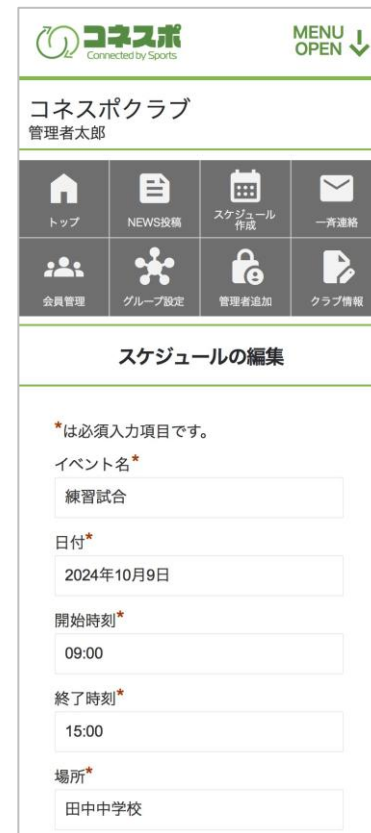 コネスポ
Connected by Sports
MENU
OPEN
コネスポクラブ
管理者太郎
トップ
NEWS投稿
スケジュール
作成
一斉連絡
会員管理
グループ設定
管理者追加
クラブ情報
スケジュールの編集
*は必須入力項目です。
イベント名*
練習試合
日付*
2024年10月9日
開始時刻*
09:00
終了時刻*
15:00
場所*
田中中学校